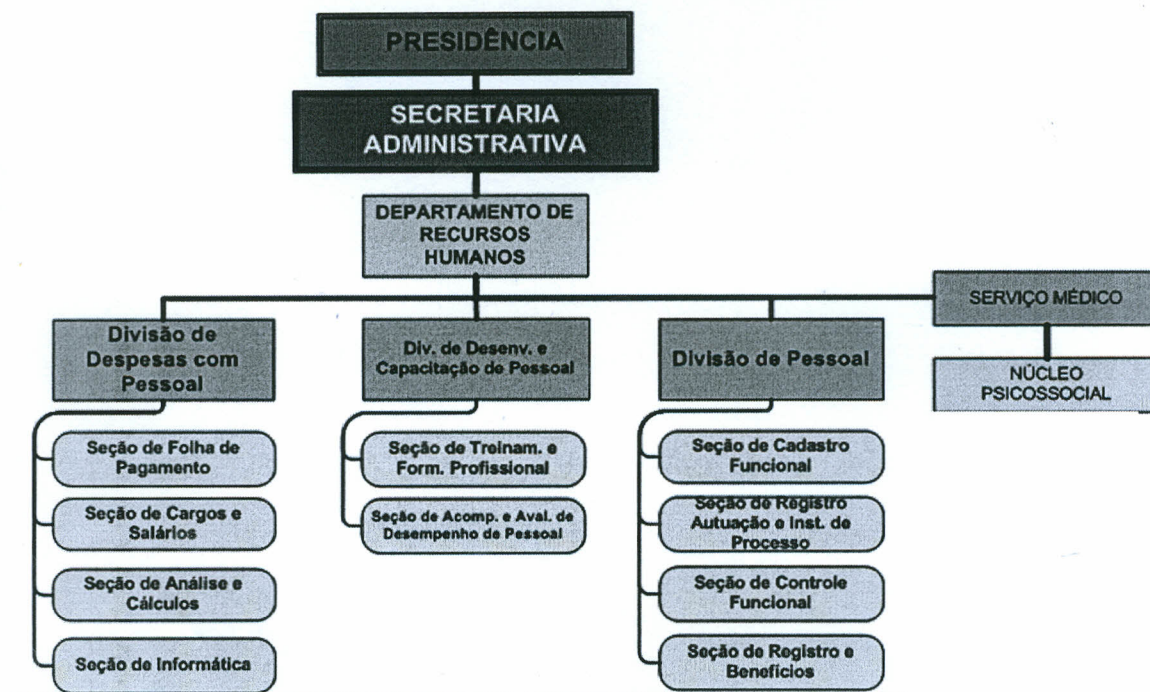 PRESIDÊNCIA
SECRETARIA
ADMINISTRATIVA
DEPARTAMENTO DE
RECURSOS
HUMANOS
SERVIÇO MÉDICO
NÚCLEO
PSICOSSOCIAL
Divisão de
Despesas com
Pessoal
Seção de Folha de
Pagamento
Seção de Cargos e
Salários
Seção de Análise e
Cálculos
Seção de Informática
Div. de Desenv. e
Capacitação de Pessoal
Seção de Treinam. e
Form. Profissional
Seção de Acomp. e Aval. de
Desempenho de Pessoal
Divisão de Pessoal
Seção de Cadastro
Funcional
Seção de Registro
Autuação e Inst. de
Processo
Seção de Controle
Funcional
Seção de Registro e
Benefícios